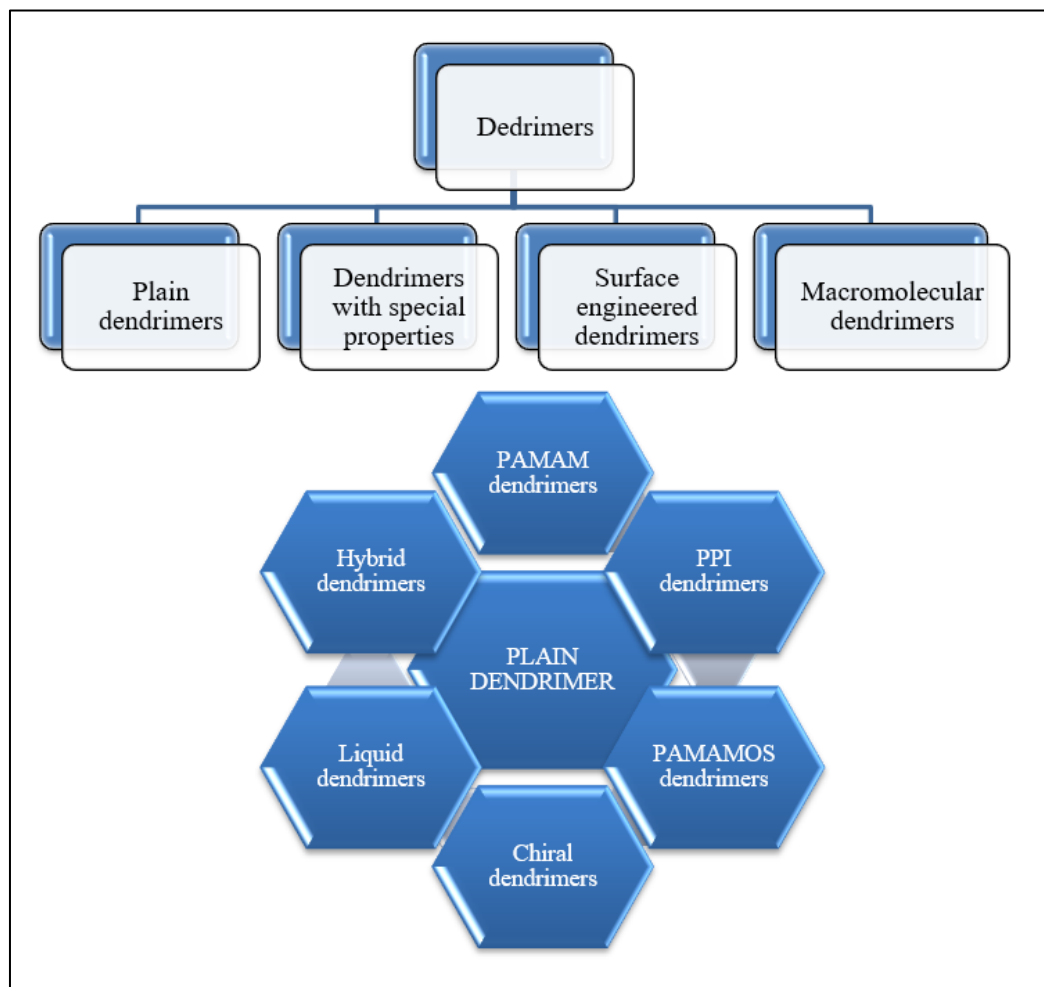 Dedrimers
Plain
dendrimers
Dendrimers
with special
properties
Surface
engineered
dendrimers
Macromolecular
dendrimers
PAMAM
dendrimers
Hybrid
dendrimers
PPI
dendrimers
PLAIN
DENDRIMER
Liquid
dendrimers
PAMAMOS
dendrimers
Chiral
dendrimers